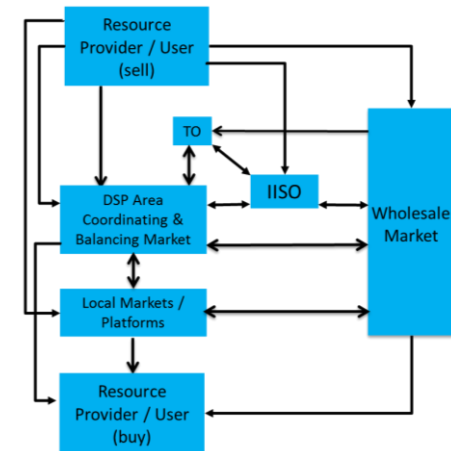 Resource
Provider / User
(sell)
TO
IISO
DSP Area
Coordinating &
Balancing Market
Wholesale
Market
Local Markets /
Platforms
Resource
Provider / User
(buy)